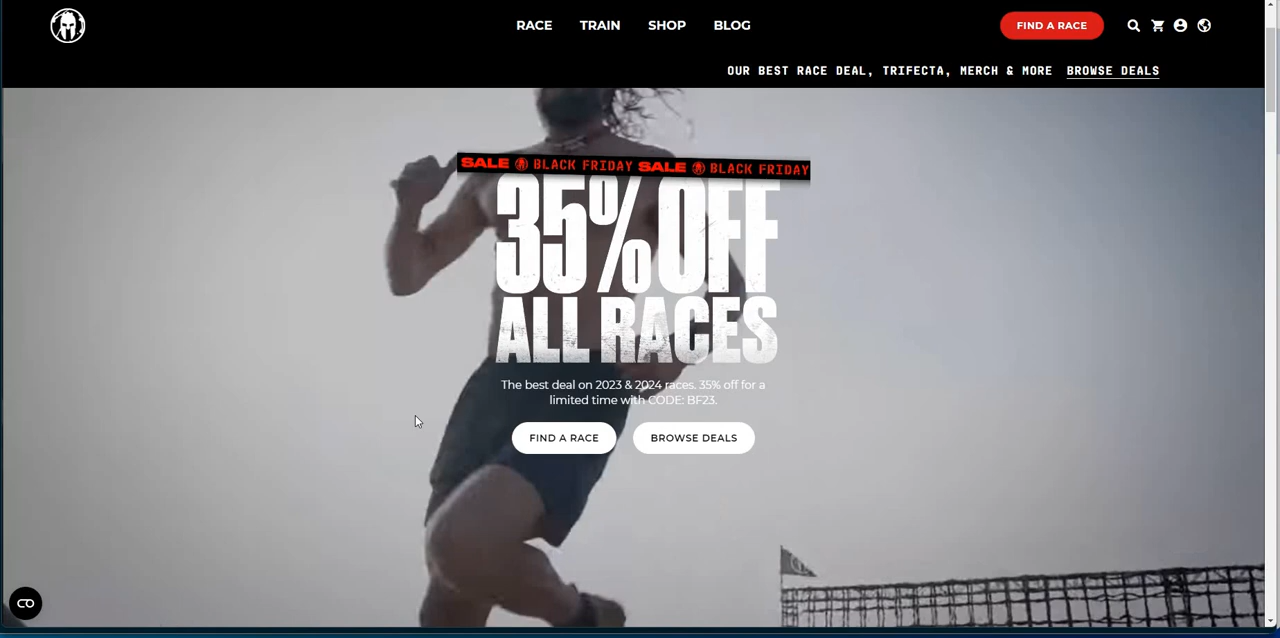 RACE TRAIN SHOP BLOG FIND A RACE
OUR BEST RACE DEAL, TRIFECTA, MERCH & MORE BROWSE DEALS
SALE BLACK FRIDAY SALE BLACK FRIDAY
35% OFF
ALL RACES
The best deal on 2023 & 2024 races. 35% off for a
limited time with CODE: BF23.
FIND A RACE BROWSE DEALS